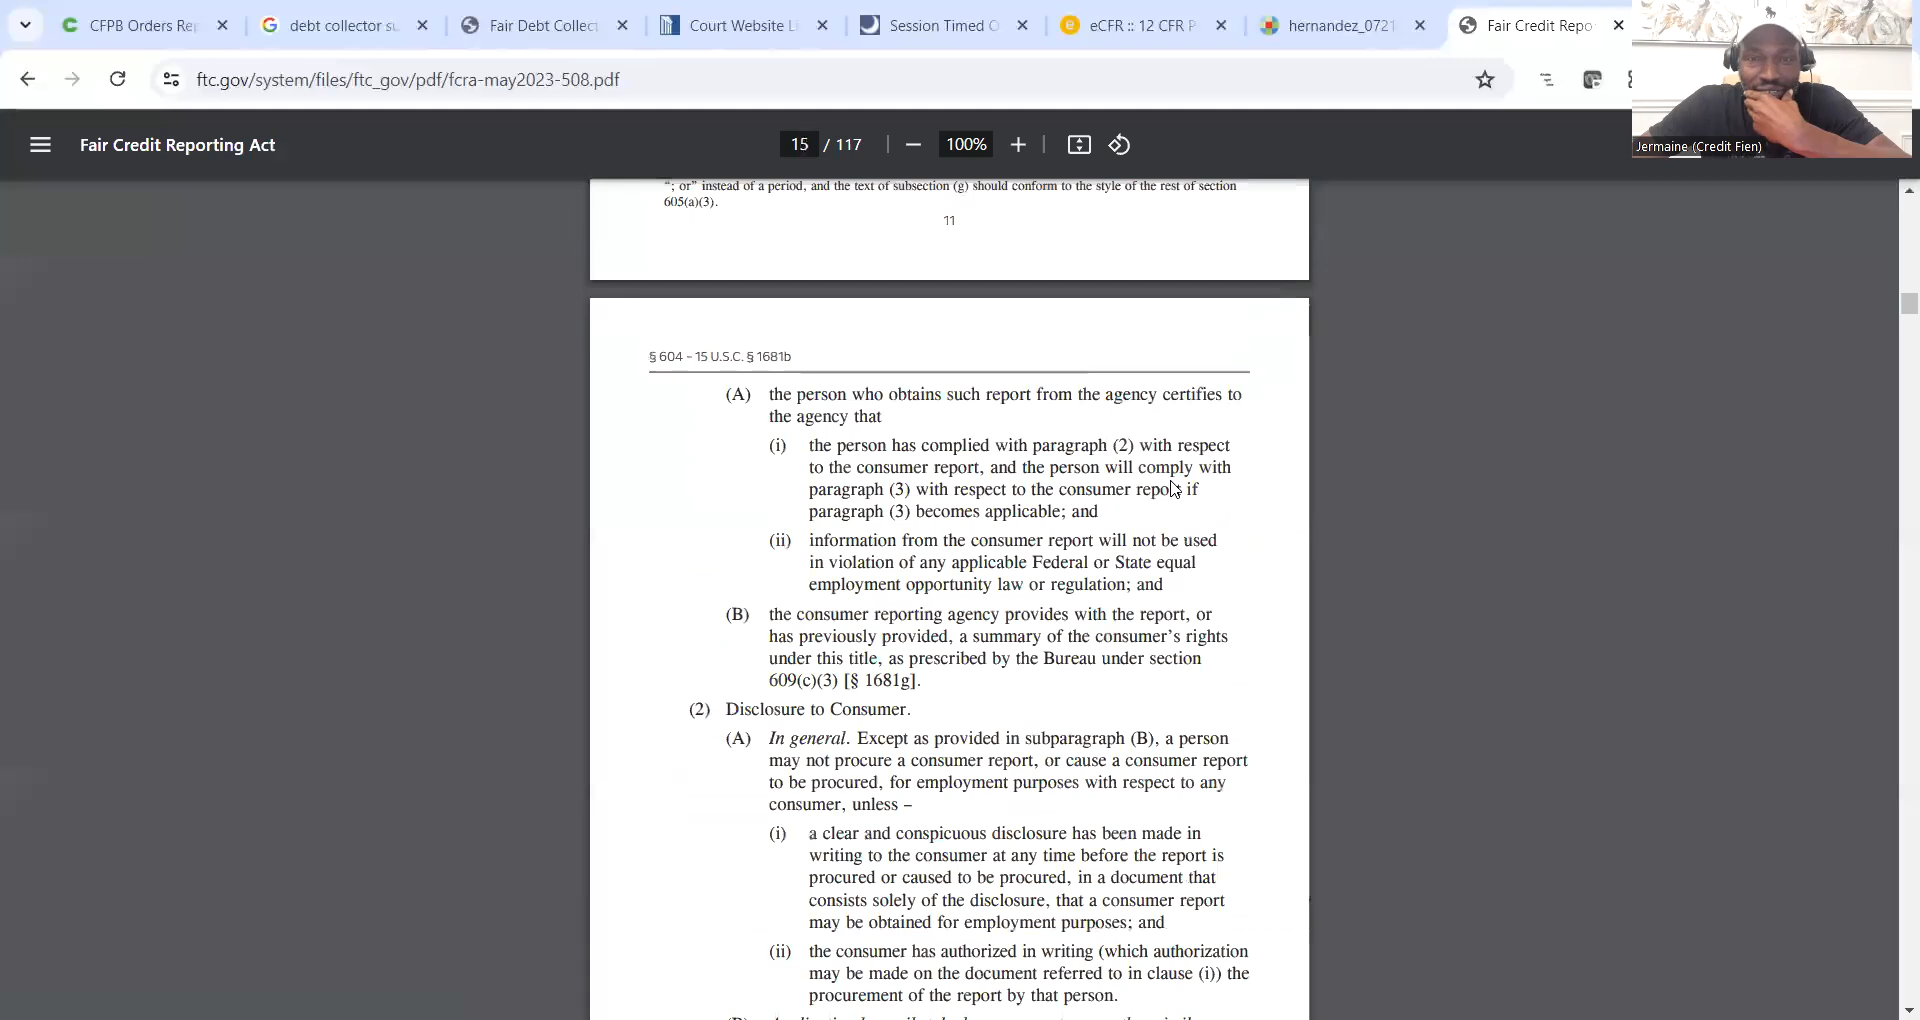 CFPB Orders Rep
debt collector su
Fair Debt Collect
Court Website Li
Session Timed O
eCFR :: 12 CFR P
hernandez_0721
Fair Credit Repo
ftc.gov/system/files/ftc_gov/pdf/fcra-may2023-508.pdf
Fair Credit Reporting Act
15 / 117
100%
Jermaine (Credit Fien)
“; or” instead of a period, and the text of subsection (g) should conform to the style of the rest of section
605(a)(3).
11
§ 604 - 15 U.S.C. § 1681b
(A) the person who obtains such report from the agency certifies to
the agency that
(i) the person has complied with paragraph (2) with respect
to the consumer report, and the person will comply with
paragraph (3) with respect to the consumer report if
paragraph (3) becomes applicable; and
(ii) information from the consumer report will not be used
in violation of any applicable Federal or State equal
employment opportunity law or regulation; and
(B) the consumer reporting agency provides with the report, or
has previously provided, a summary of the consumer’s rights
under this title, as prescribed by the Bureau under section
609(c)(3) [§ 1681g].
(2) Disclosure to Consumer.
(A) In general. Except as provided in subparagraph (B), a person
may not procure a consumer report, or cause a consumer report
to be procured, for employment purposes with respect to any
consumer, unless –
(i) a clear and conspicuous disclosure has been made in
writing to the consumer at any time before the report is
procured or caused to be procured, in a document that
consists solely of the disclosure, that a consumer report
may be obtained for employment purposes; and
(ii) the consumer has authorized in writing (which authorization
may be made on the document referred to in clause (i)) the
procurement of the report by that person.